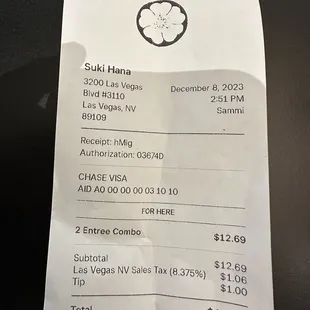 Suki Hana
3200 Las Vegas
Blvd #3110
Las Vegas, NV
89109
December 8, 2023
2:51 PM
Sammi
Receipt: hMig
Authorization: 03674D
CHASE VISA
AID A0 00 00 00 03 10 10
FOR HERE
2 Entree Combo $12.69
Subtotal $12.69
Las Vegas NV Sales Tax (8.375%) $1.06
Tip $1.00
Total